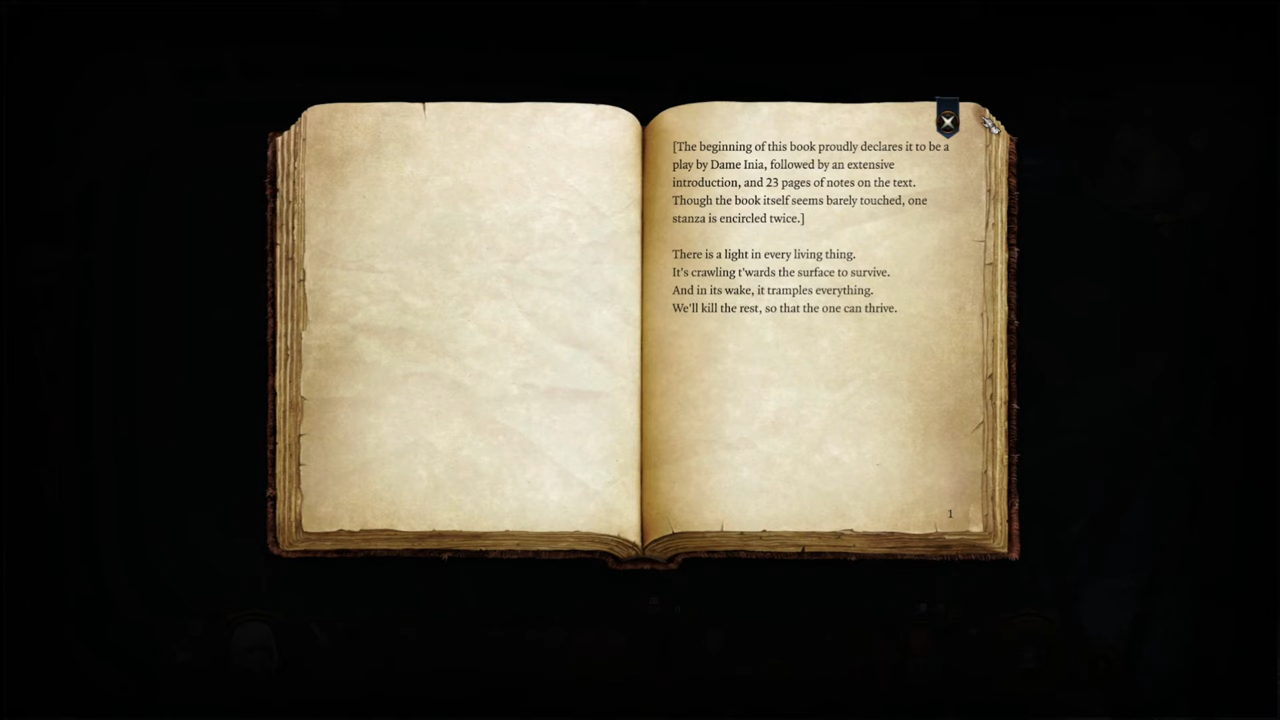 [The beginning of this book proudly declares it to be a
play by Dame Inia, followed by an extensive
introduction, and 23 pages of notes on the text.
Though the book itself seems barely touched, one
stanza is encircled twice.]
There is a light in every living thing.
It's crawling t'wards the surface to survive.
And in its wake, it tramples everything.
We'll kill the rest, so that the one can thrive.
1